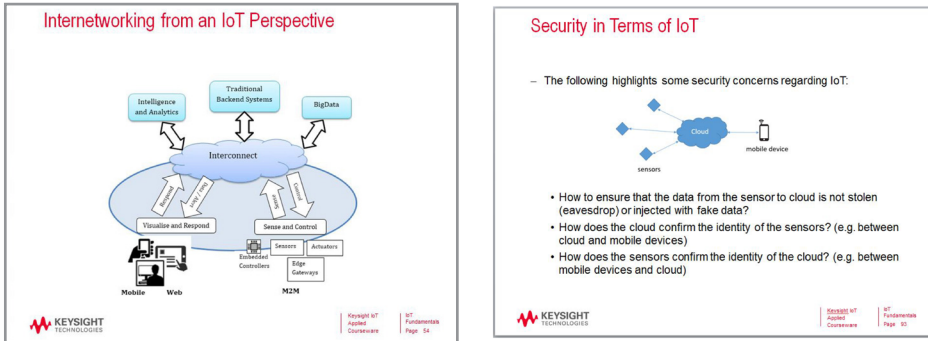 Internetworking from an IoT Perspective
Traditional
Backend Systems
Intelligence
and Analytics
BigData
Interconnect
Respond
Data / Alert
Sense
Control
Visualize and Respond
Sense and Control
Embedded
Controllers
Sensors
Actuators
Edge
Gateways
Mobile
Web
M2M
KEYSIGHT
TECHNOLOGIES
Keysight IoT
Applied
Courseware
IoT
Fundamentals
Page 54
Security in Terms of IoT
– The following highlights some security concerns regarding IoT:
Cloud
mobile device
sensors
• How to ensure that the data from the sensor to cloud is not stolen
(eavesdrop) or injected with fake data?
• How does the cloud confirm the identity of the sensors? (e.g. between
cloud and mobile devices)
• How does the sensors confirm the identity of the cloud? (e.g. between
mobile devices and cloud)
KEYSIGHT
TECHNOLOGIES
Keysight IoT
Applied
Courseware
IoT
Fundamentals
Page 93